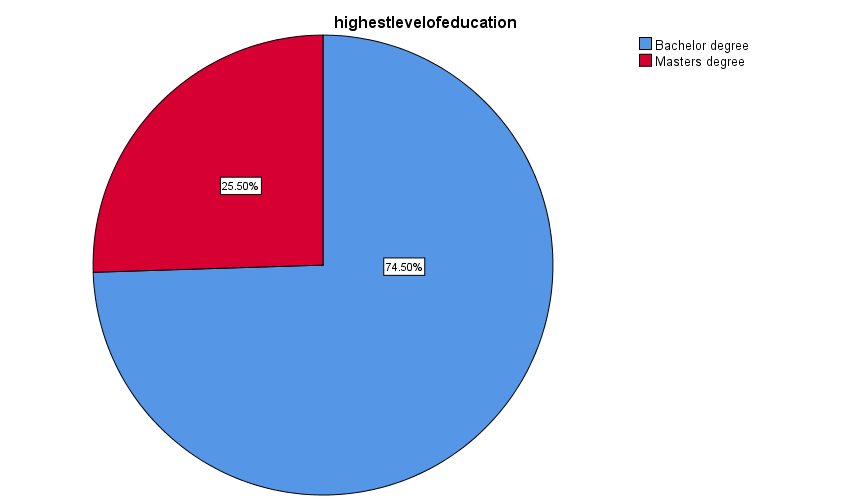 highestlevelofeducation
Bachelor degree
Masters degree
25.50%
74.50%